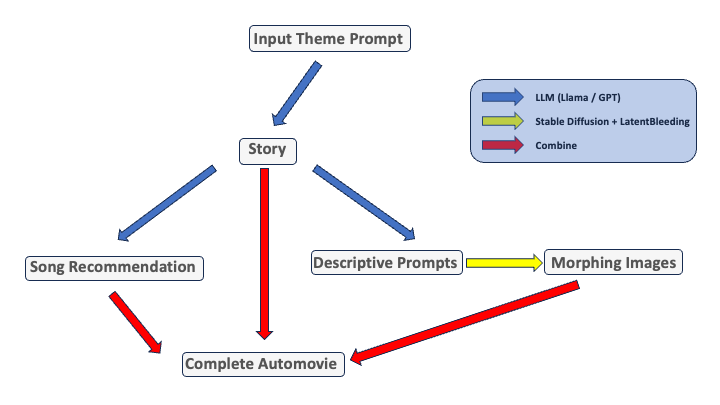 Input Theme Prompt
LLM (Llama / GPT)
Stable Diffusion + LatentBleeding
Combine
Story
Song Recommendation
Descriptive Prompts
Morphing Images
Complete Automovie